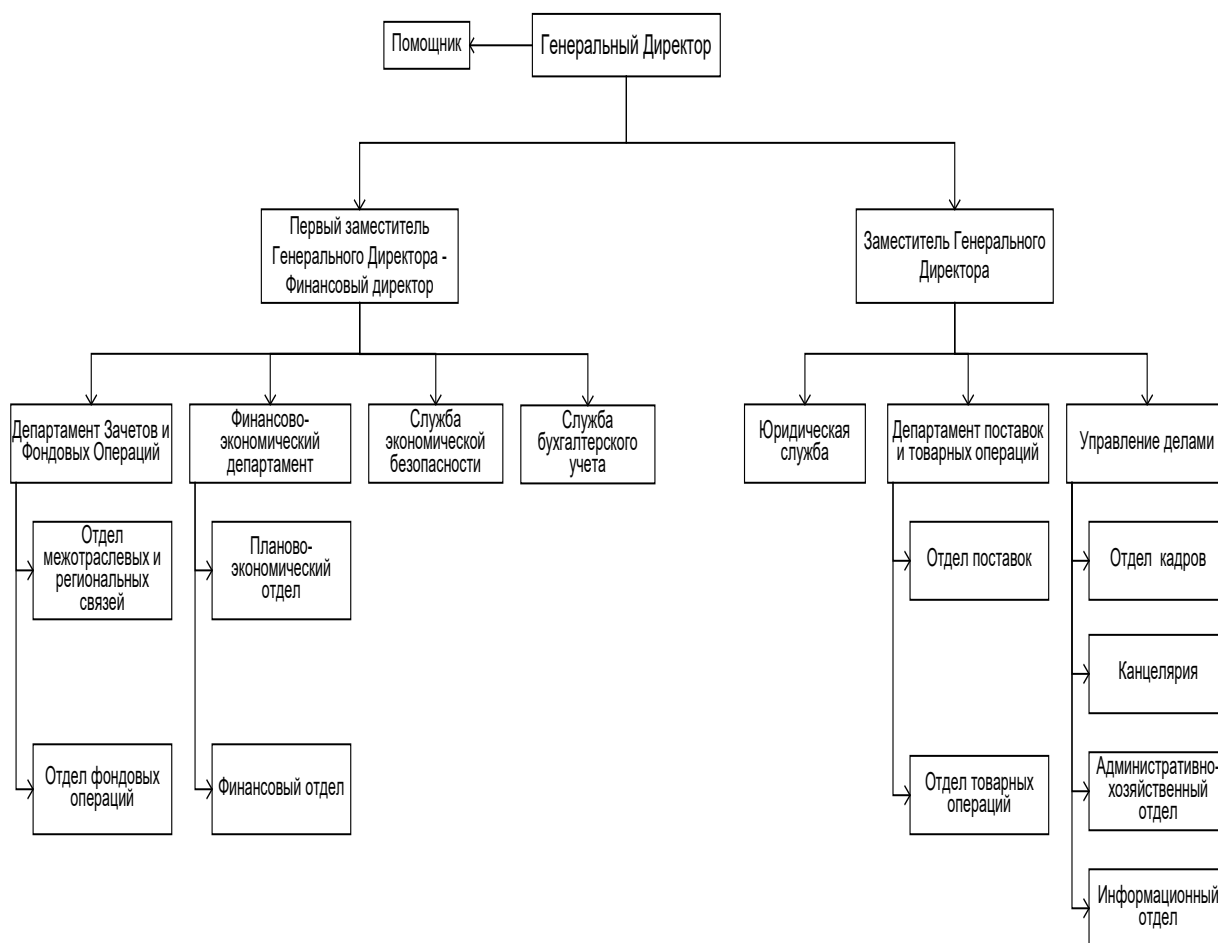 Помощник
Генеральный Директор
Первый заместитель
Генерального Директора -
Финансовый директор
Заместитель Генерального
Директора
Департамент Зачетов и
Фондовых Операций
Финансово-
экономический
департамент
Служба
экономической
безопасности
Служба
бухгалтерского
учета
Юридическая
служба
Департамент поставок
и товарных операций
Управление делами
Отдел
межотраслевых и
региональных
связей
Планово-
экономический
отдел
Отдел поставок
Отдел кадров
Канцелярия
Отдел фондовых
операций
Финансовый отдел
Отдел товарных
операций
Административно-
хозяйственный
отдел
Информационный
отдел